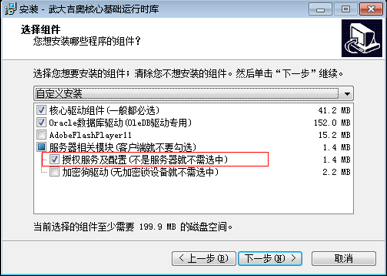 安装 - 武大吉奥核心基础运行时库
选择组件
您想安装哪些程序的组件?
选择您想要安装的组件；清除您不想安装的组件。然后单击“下一步”继续。
自定义安装
核心驱动组件(一般都必选) 41.2 MB
Oracle数据库驱动(OleDB驱动专用) 152.0 MB
AdobeFlashPlayer11 15.2 MB
服务器相关模块(客户端就不要勾选) 1.4 MB
授权服务及配置(不是服务器就不需选中) 1.4 MB
加密狗驱动(无加密锁设备就不需选中) 2.2 MB
当前选择的组件至少需要 199.9 MB 的磁盘空间。
< 上一步(B) 下一步(N) > 取消